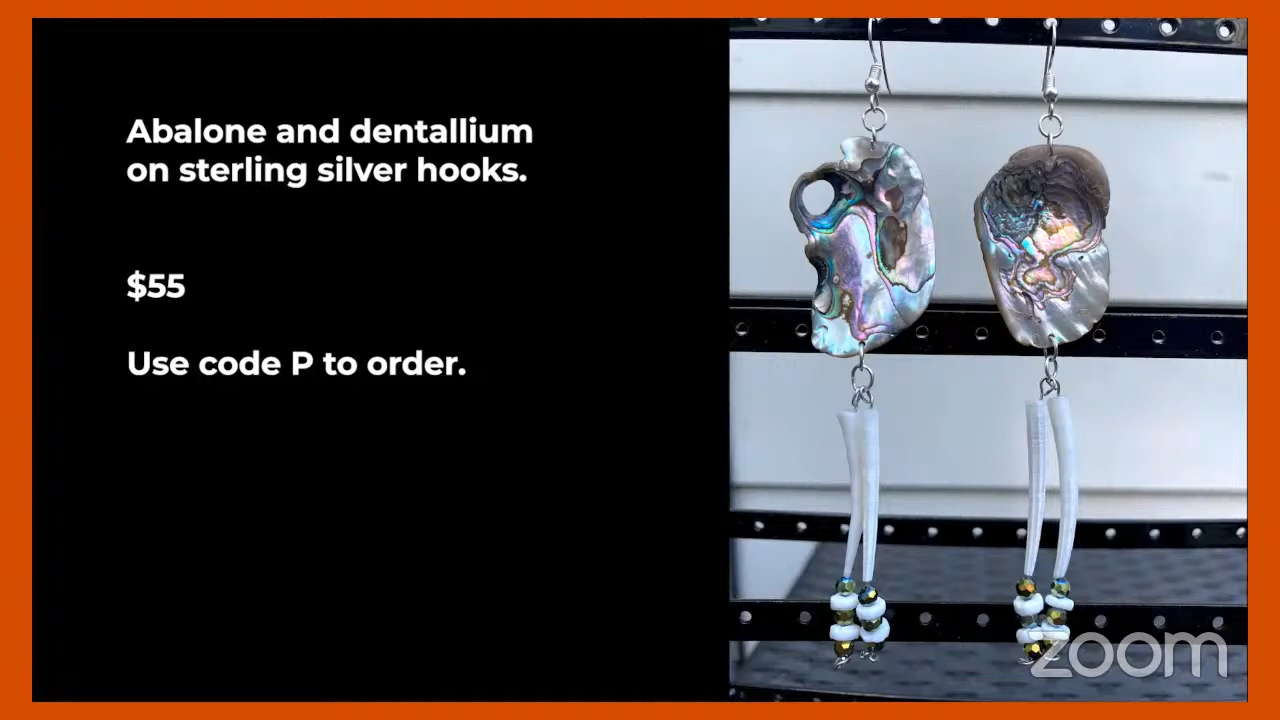 Abalone and dentallium
on sterling silver hooks.
$55
Use code P to order.
zoom